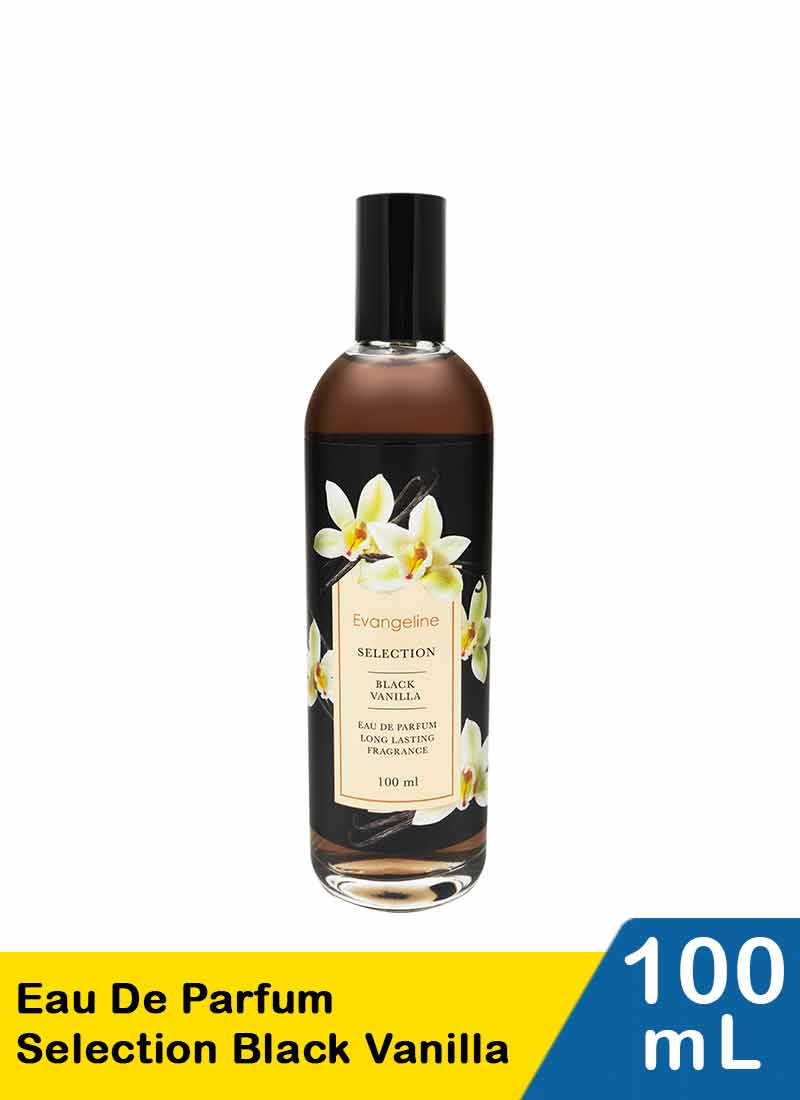 Evangeline
SELECTION
BLACK
VANILLA
EAU DE PARFUM
LONG LASTING
FRAGRANCE
100 ml
Eau De Parfum
Selection Black Vanilla
100
mL